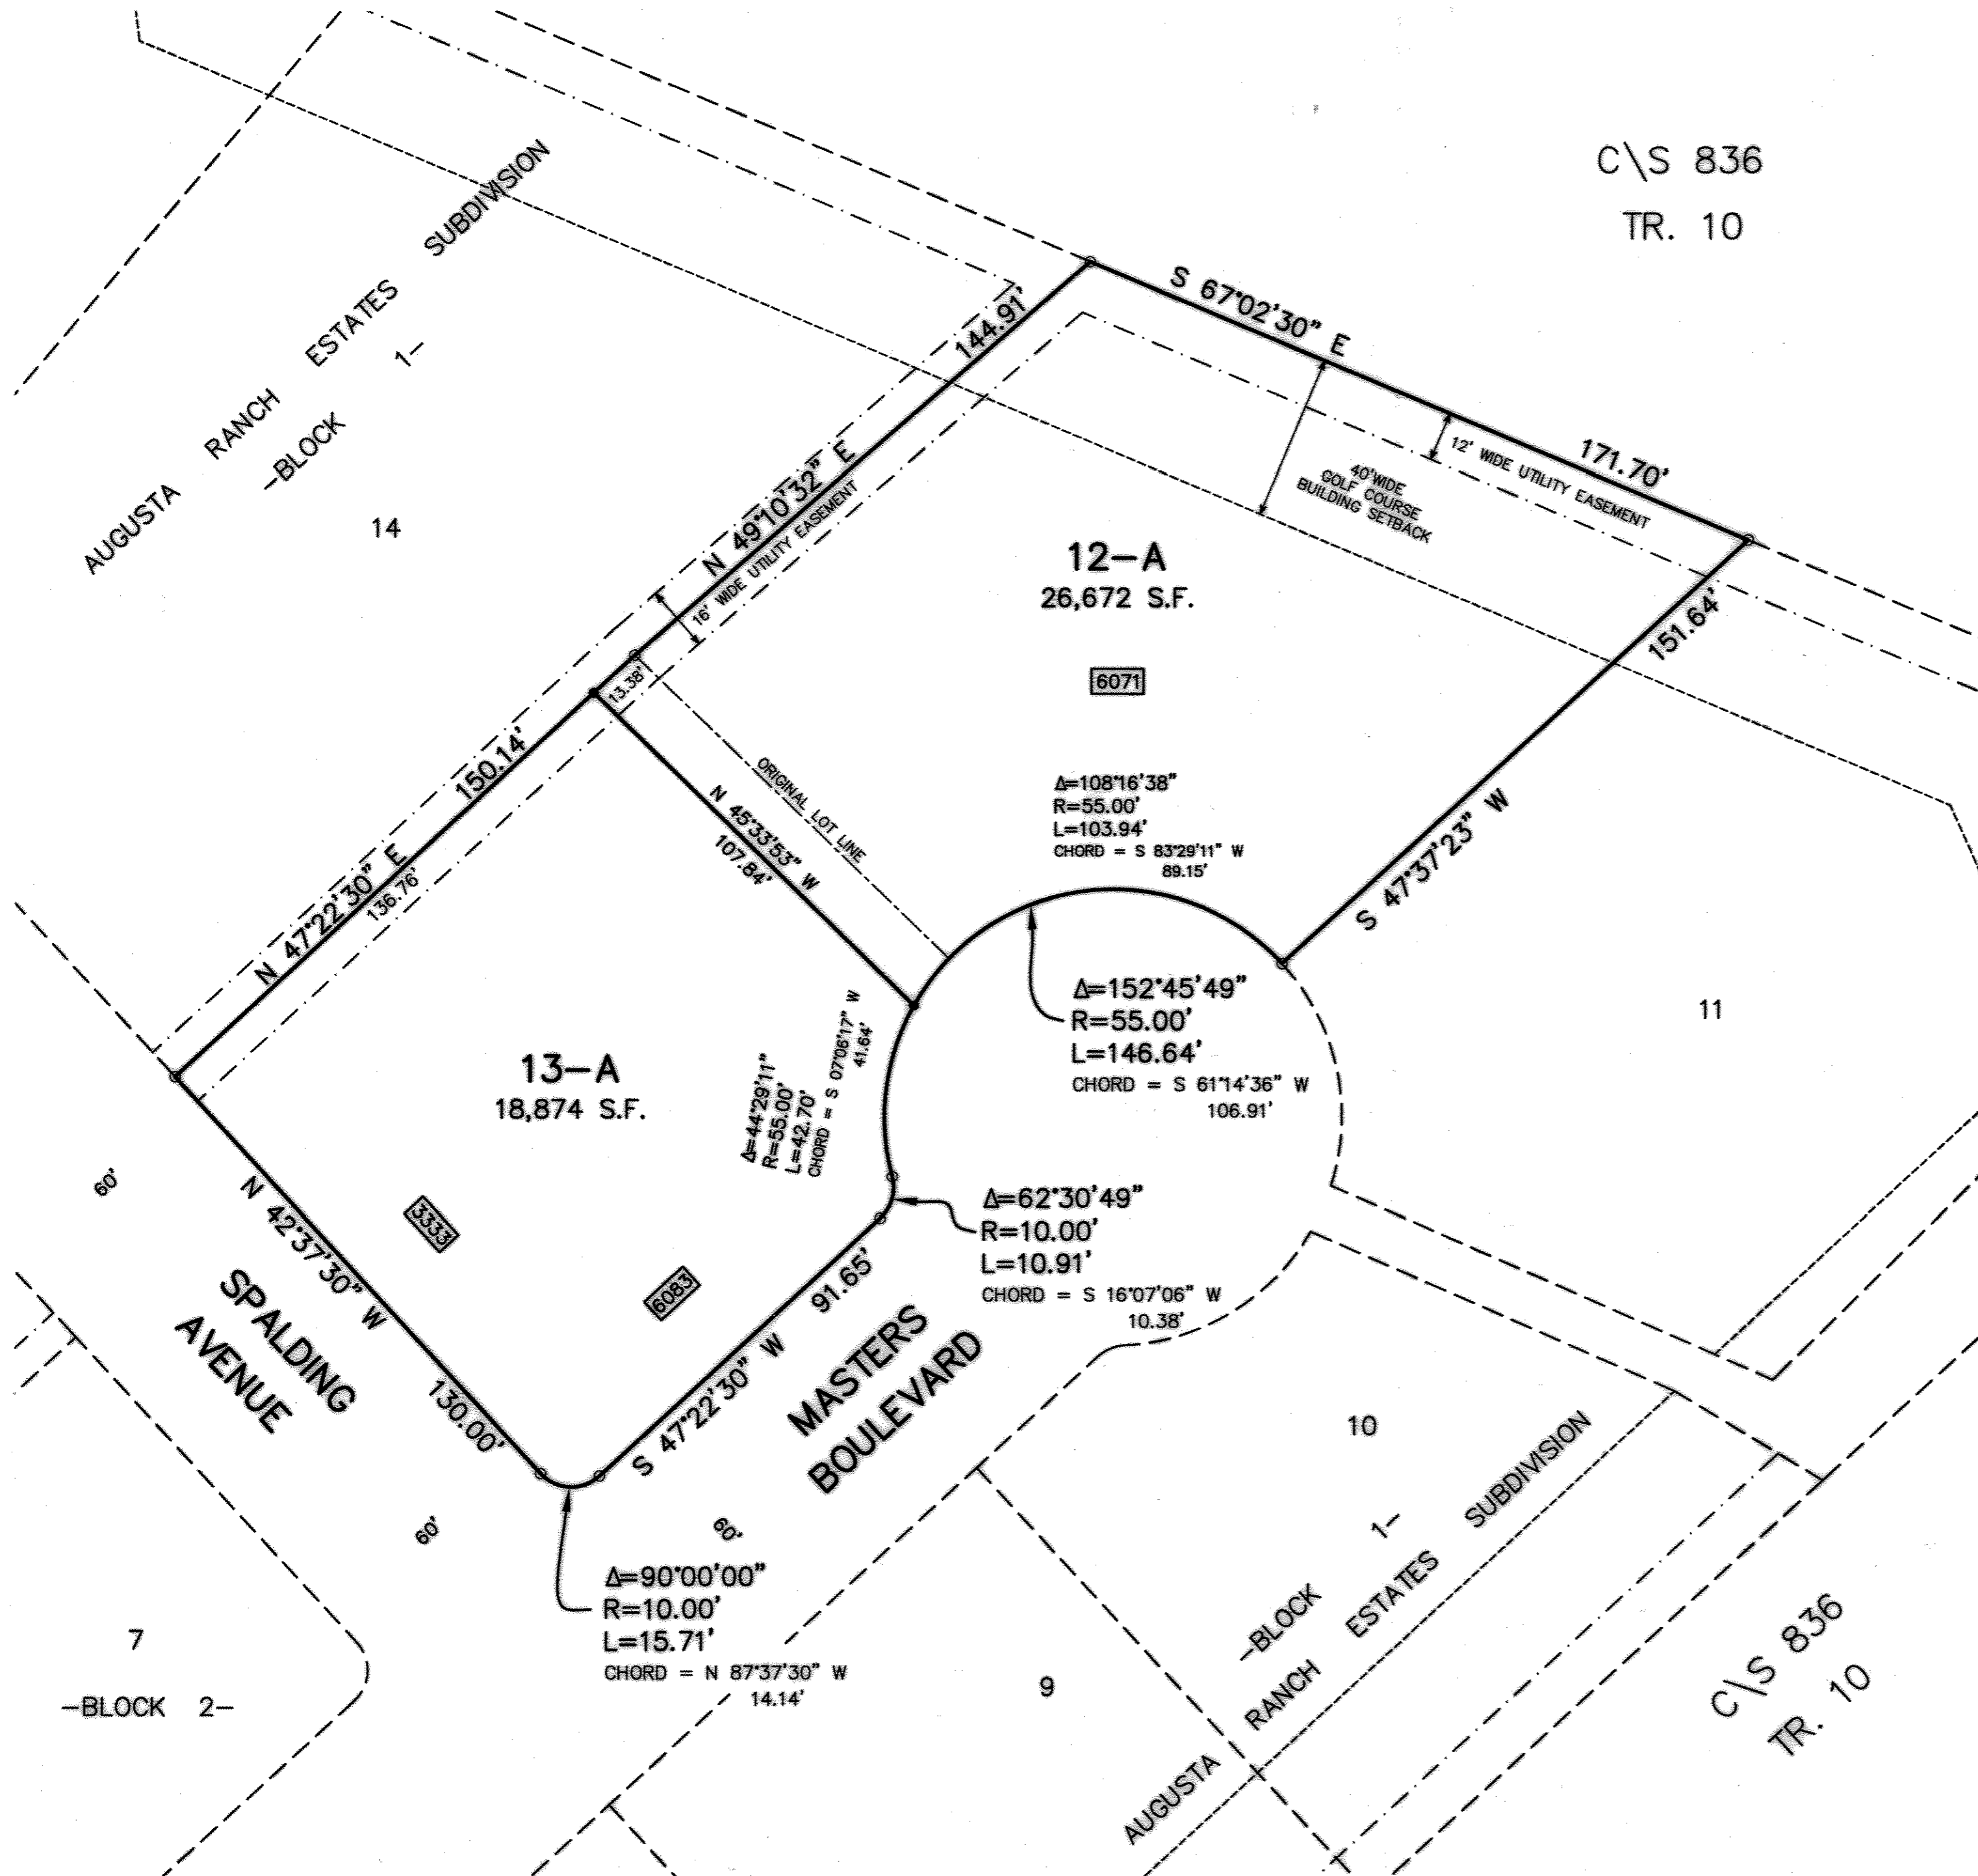 C\S 836
TR. 10
AUGUSTA RANCH ESTATES SUBDIVISION
-BLOCK 1-
14
S 67°02'30" E
171.70'
144.91'
N 49°10'32" E
16' WIDE UTILITY EASEMENT
12' WIDE UTILITY EASEMENT
40'WIDE
GOLF COURSE
BUILDING SETBACK
12-A
26,672 S.F.
6071
151.64'
S 47°37'23" W
13.38'
ORIGINAL LOT LINE
N 45°33'53" W
107.84'
150.14'
N 47°22'30" E
136.76'
Δ=108°16'38"
R=55.00'
L=103.94'
CHORD = S 83°29'11" W
89.15'
Δ=152°45'49"
R=55.00'
L=146.64'
CHORD = S 61°14'36" W
106.91'
11
13-A
18,874 S.F.
Δ=44°29'11"
R=55.00'
L=42.70'
CHORD = S 07°06'17" W
41.64'
Δ=62°30'49"
R=10.00'
L=10.91'
CHORD = S 16°07'06" W
10.38'
60'
N 42°37'30" W
130.00'
3333
6083
SPALDING
AVENUE
91.65'
S 47°22'30" W
MASTERS
BOULEVARD
60'
60'
Δ=90°00'00"
R=10.00'
L=15.71'
CHORD = N 87°37'30" W
14.14'
10
7
-BLOCK 2-
9
-BLOCK 1-
AUGUSTA RANCH ESTATES SUBDIVISION
C\S 836
TR. 10